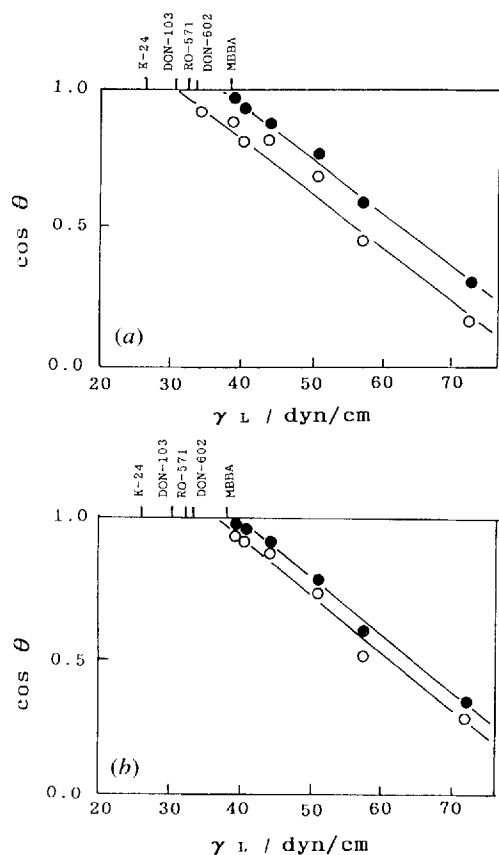 K-24
DON-103
RO-571
DON-602
MBBA
1.0
0.5
0.0
cos θ
(a)
20 30 40 50 60 70
γ L / dyn/cm
K-24
DON-103
RO-571
DON-602
MBBA
1.0
0.5
0.0
cos θ
(b)
20 30 40 50 60 70
γ L / dyn/cm